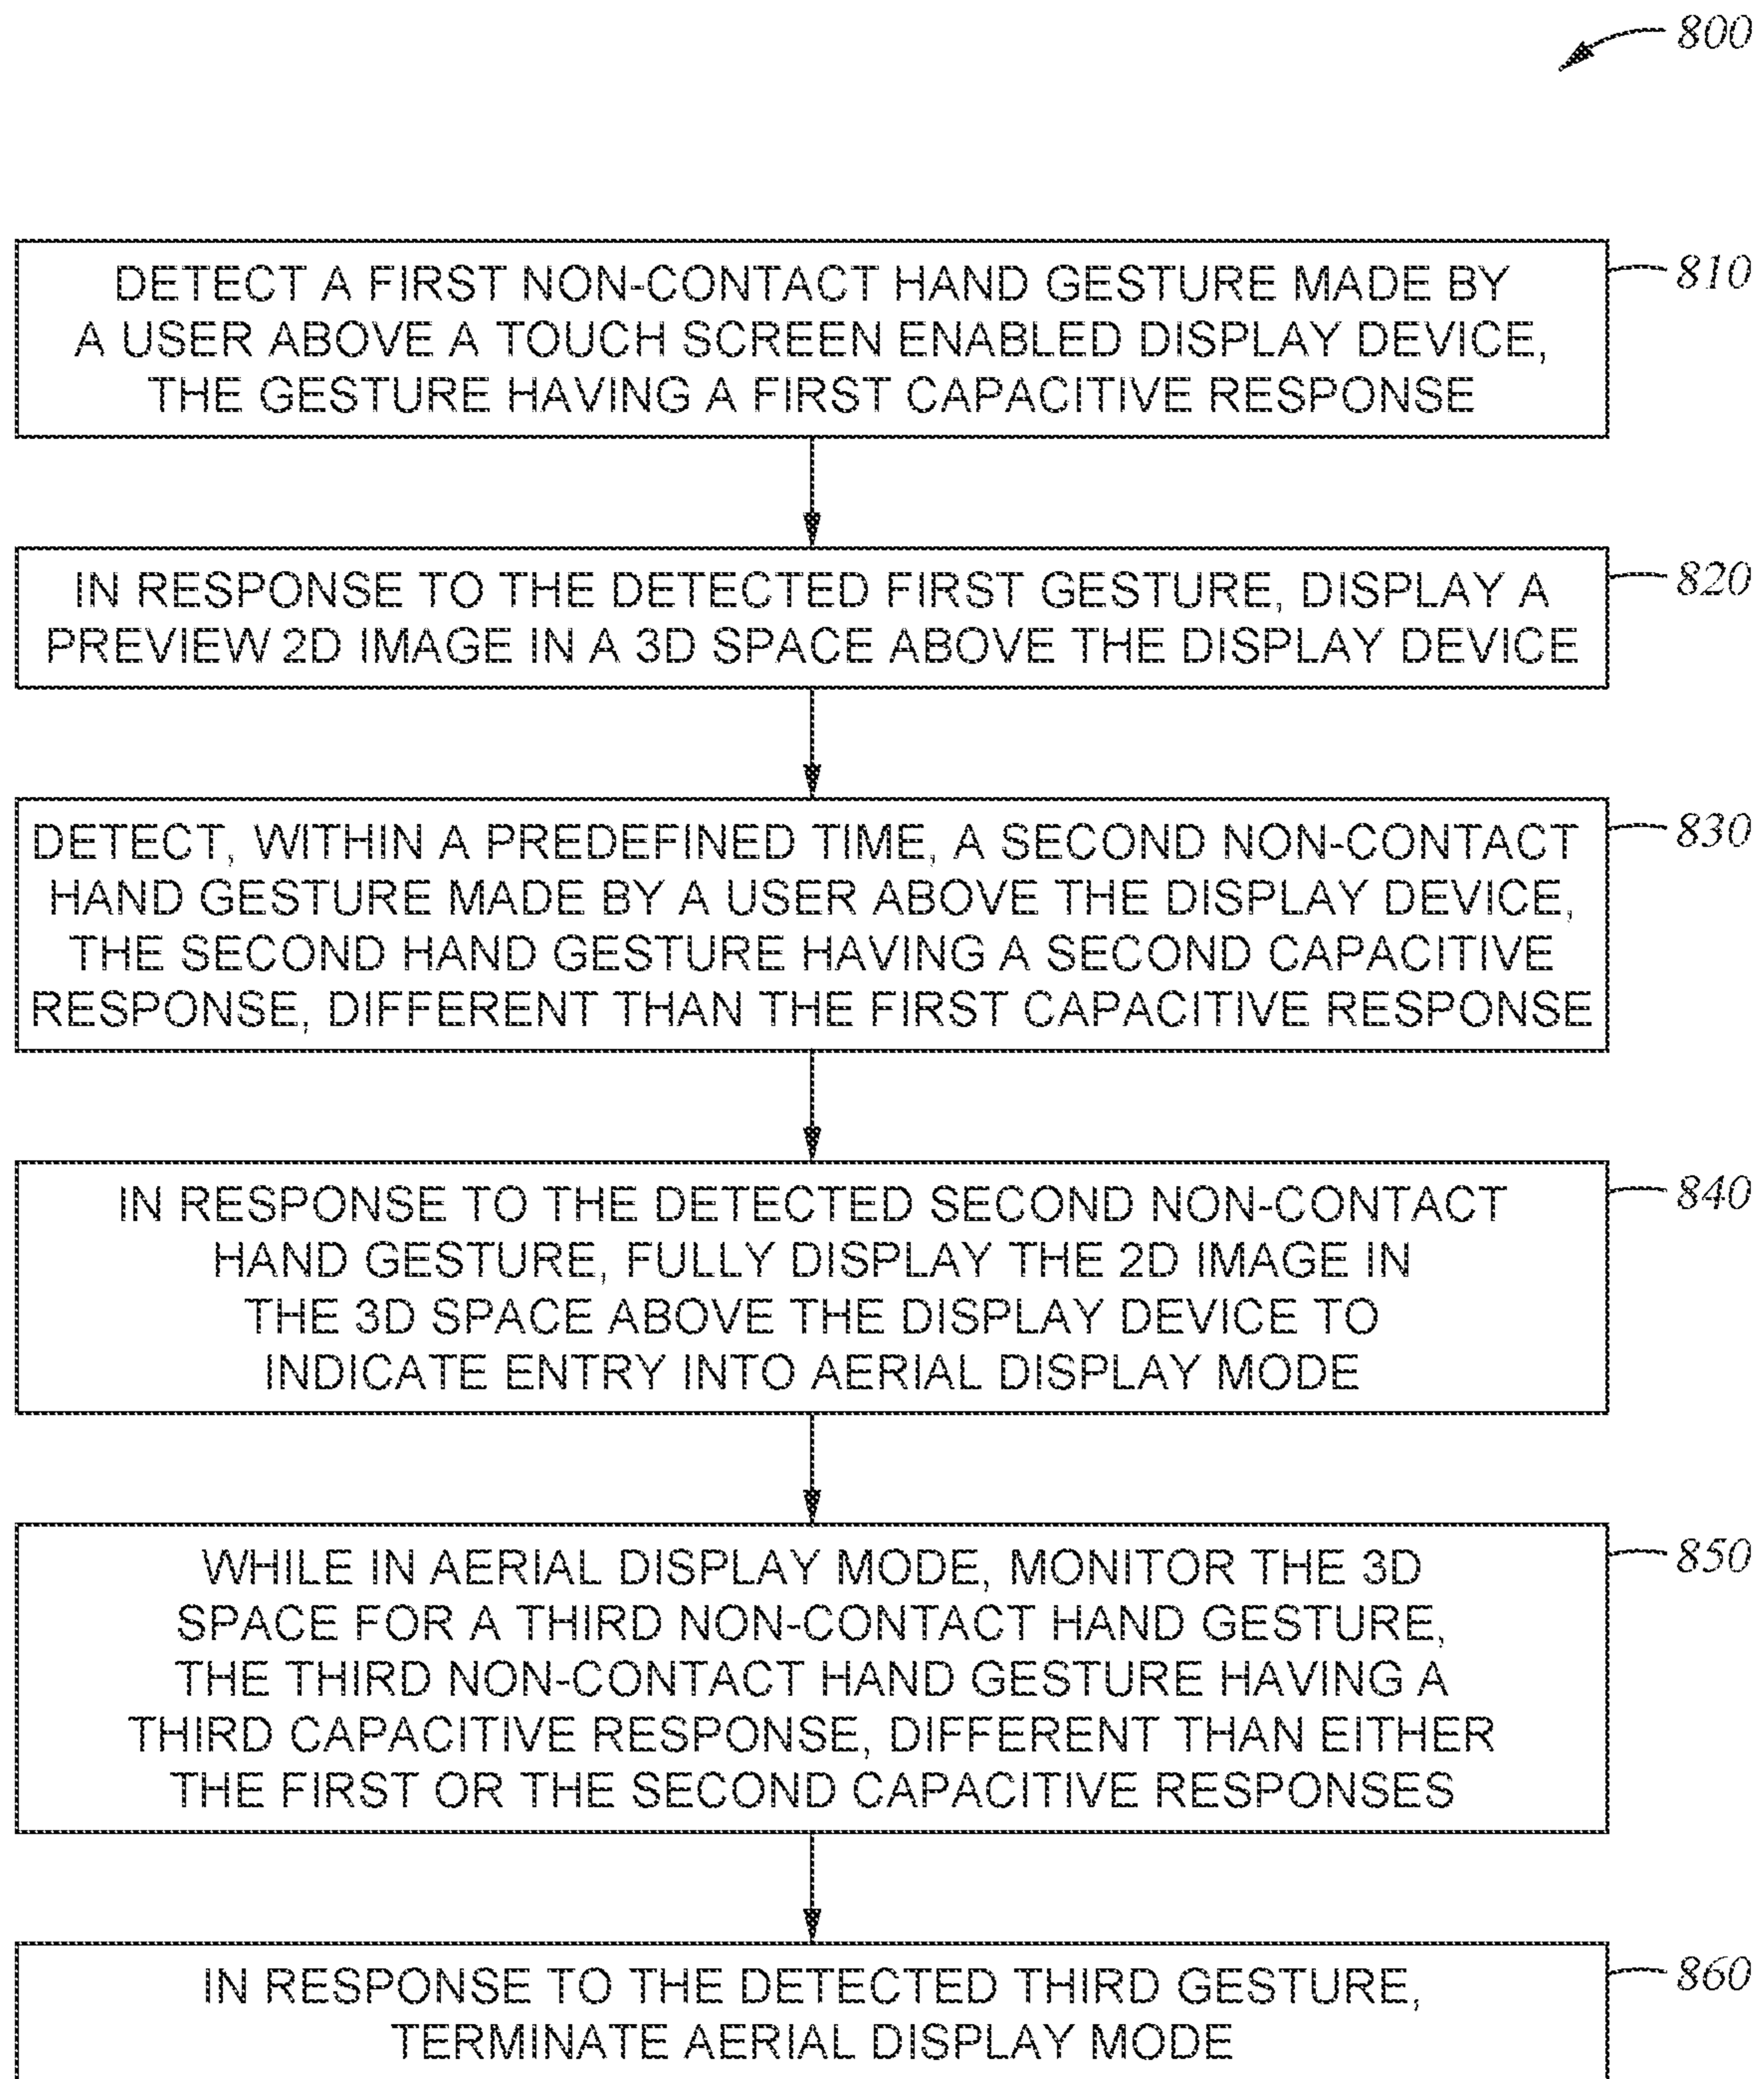 800
DETECT A FIRST NON-CONTACT HAND GESTURE MADE BY
A USER ABOVE A TOUCH SCREEN ENABLED DISPLAY DEVICE,
THE GESTURE HAVING A FIRST CAPACITIVE RESPONSE
810
IN RESPONSE TO THE DETECTED FIRST GESTURE, DISPLAY A
PREVIEW 2D IMAGE IN A 3D SPACE ABOVE THE DISPLAY DEVICE
820
DETECT, WITHIN A PREDEFINED TIME, A SECOND NON-CONTACT
HAND GESTURE MADE BY A USER ABOVE THE DISPLAY DEVICE,
THE SECOND HAND GESTURE HAVING A SECOND CAPACITIVE
RESPONSE, DIFFERENT THAN THE FIRST CAPACITIVE RESPONSE
830
IN RESPONSE TO THE DETECTED SECOND NON-CONTACT
HAND GESTURE, FULLY DISPLAY THE 2D IMAGE IN
THE 3D SPACE ABOVE THE DISPLAY DEVICE TO
INDICATE ENTRY INTO AERIAL DISPLAY MODE
840
WHILE IN AERIAL DISPLAY MODE, MONITOR THE 3D
SPACE FOR A THIRD NON-CONTACT HAND GESTURE,
THE THIRD NON-CONTACT HAND GESTURE HAVING A
THIRD CAPACITIVE RESPONSE, DIFFERENT THAN EITHER
THE FIRST OR THE SECOND CAPACITIVE RESPONSES
850
IN RESPONSE TO THE DETECTED THIRD GESTURE,
TERMINATE AERIAL DISPLAY MODE
860